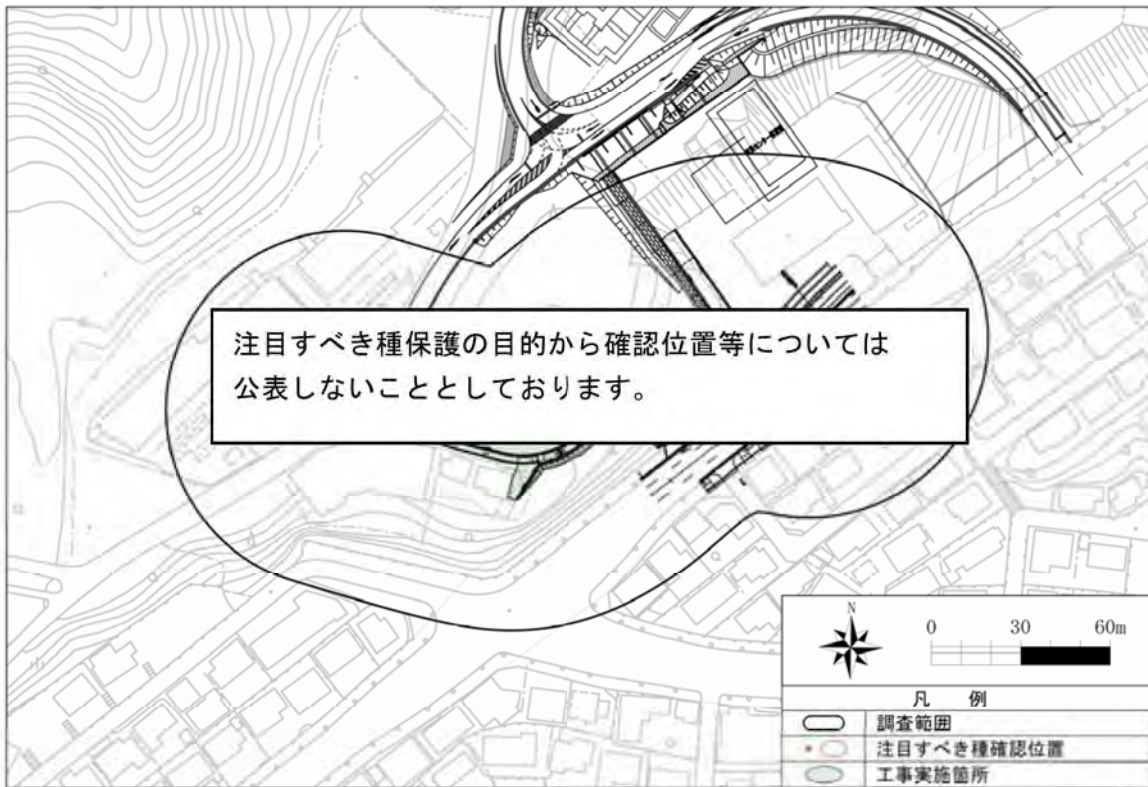 注目すべき種保護の目的から確認位置等については
公表しないこととしております。
N
0 30 60m
凡 例
調査範囲
注目すべき種確認位置
工事実施箇所